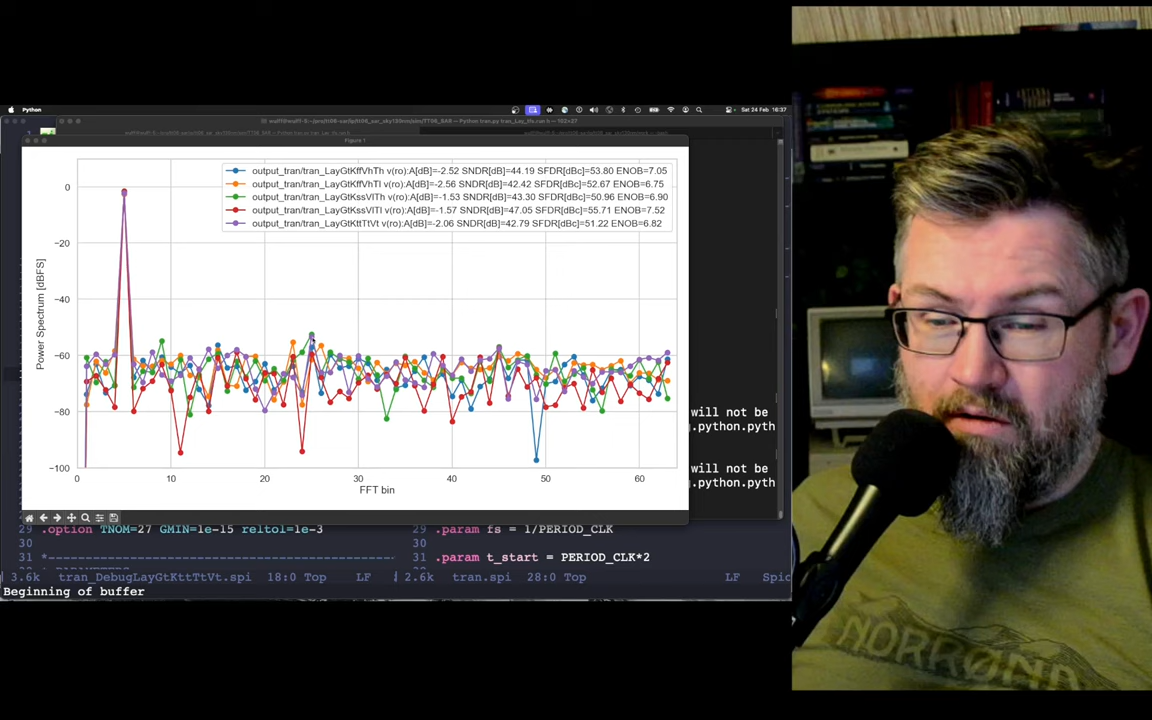 Python
Sat 24 Feb 16:37
Figure 1
output_tran/tran_LayGtKffVhTh v(ro):A[dB]=-2.52 SNDR[dB]=44.19 SFDR[dBc]=53.80 ENOB=7.05
output_tran/tran_LayGtKffVhTl v(ro):A[dB]=-2.56 SNDR[dB]=42.42 SFDR[dBc]=52.67 ENOB=6.75
output_tran/tran_LayGtKssVlTh v(ro):A[dB]=-1.53 SNDR[dB]=43.30 SFDR[dBc]=50.96 ENOB=6.90
output_tran/tran_LayGtKssVlTl v(ro):A[dB]=-1.57 SNDR[dB]=47.05 SFDR[dBc]=55.71 ENOB=7.52
output_tran/tran_LayGtKttTtVt v(ro):A[dB]=-2.06 SNDR[dB]=42.79 SFDR[dBc]=51.22 ENOB=6.82
Power Spectrum [dBFS]
0
−20
−40
−60
−80
−100
0 10 20 30 40 50 60
FFT bin
will not be
g.python.pyth
will not be
g.python.pyth
29 .option TNOM=27 GMIN=1e-15 reltol=1e-3
30
31 *-----------------------------------------
29 .param fs = 1/PERIOD_CLK
30
31 .param t_start = PERIOD_CLK*2
3.6k tran_DebugLayGtKttTtVt.spi 18:0 Top LF
2.6k tran.spi 28:0 Top LF Spic
Beginning of buffer
NORRØNA